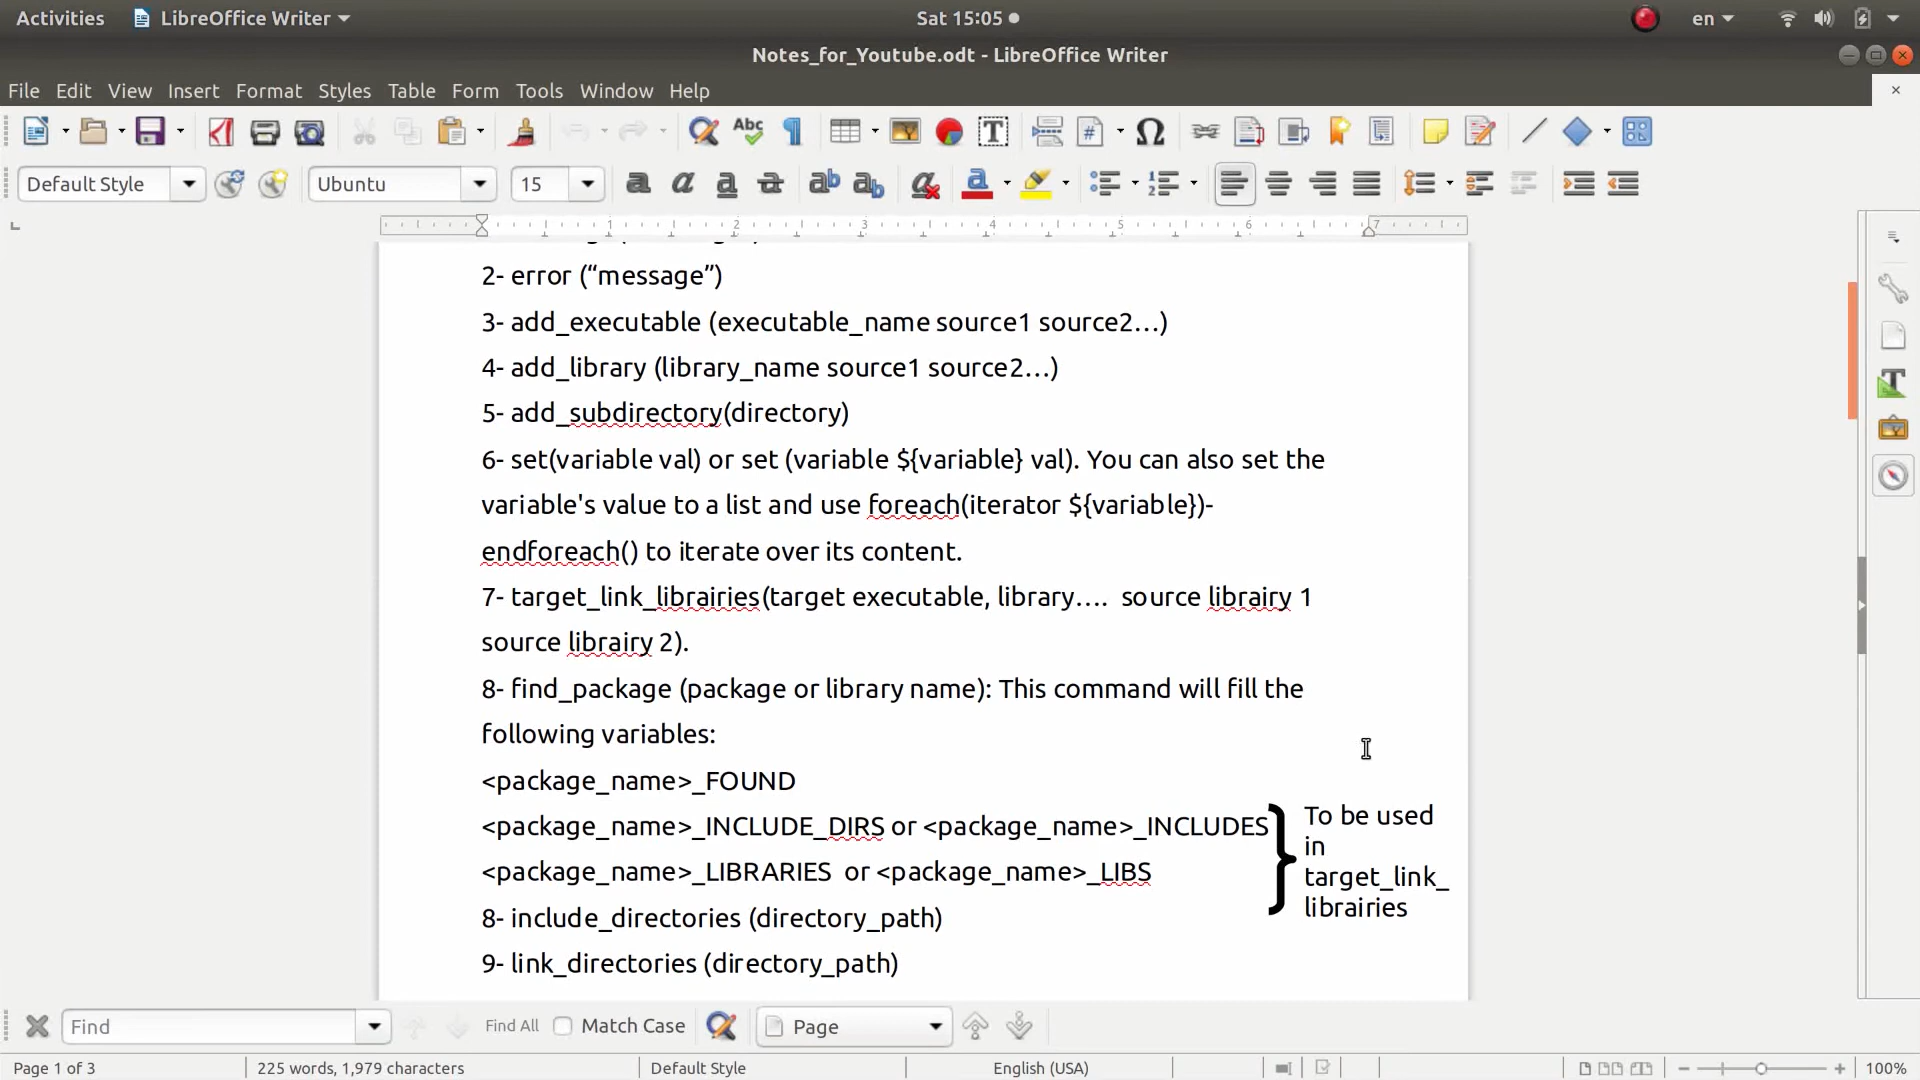 Activities LibreOffice Writer Sat 15:05 en
Notes_for_Youtube.odt - LibreOffice Writer
File Edit View Insert Format Styles Table Form Tools Window Help
Default Style Ubuntu 15
1 2 3 4 5 6 7
2- error (“message”)
3- add_executable (executable_name source1 source2…)
4- add_library (library_name source1 source2…)
5- add_subdirectory(directory)
6- set(variable val) or set (variable ${variable} val). You can also set the
variable's value to a list and use foreach(iterator ${variable})-
endforeach() to iterate over its content.
7- target_link_librairies(target executable, library…. source librairy 1
source librairy 2).
8- find_package (package or library name): This command will fill the
following variables:
<package_name>_FOUND
<package_name>_INCLUDE_DIRS or <package_name>_INCLUDES
<package_name>_LIBRARIES or <package_name>_LIBS
To be used
in
target_link_
librairies
8- include_directories (directory_path)
9- link_directories (directory_path)
Find Find All Match Case Page
Page 1 of 3 225 words, 1,979 characters Default Style English (USA) 100%